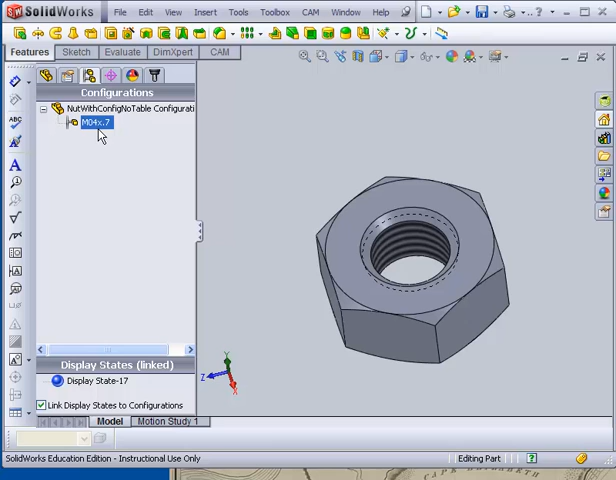 SolidWorks File Edit View Insert Tools Toolbox CAM
Features Sketch Evaluate DimXpert CAM
Configurations
NutWithConfigNoTable Configurati
M04x.7
ABC
Y
Z
X
Display States (linked)
Display State-17
Link Display States to Configurations
Model Motion Study 1
SolidWorks Education Edition - Instructional Use Only
Editing Part